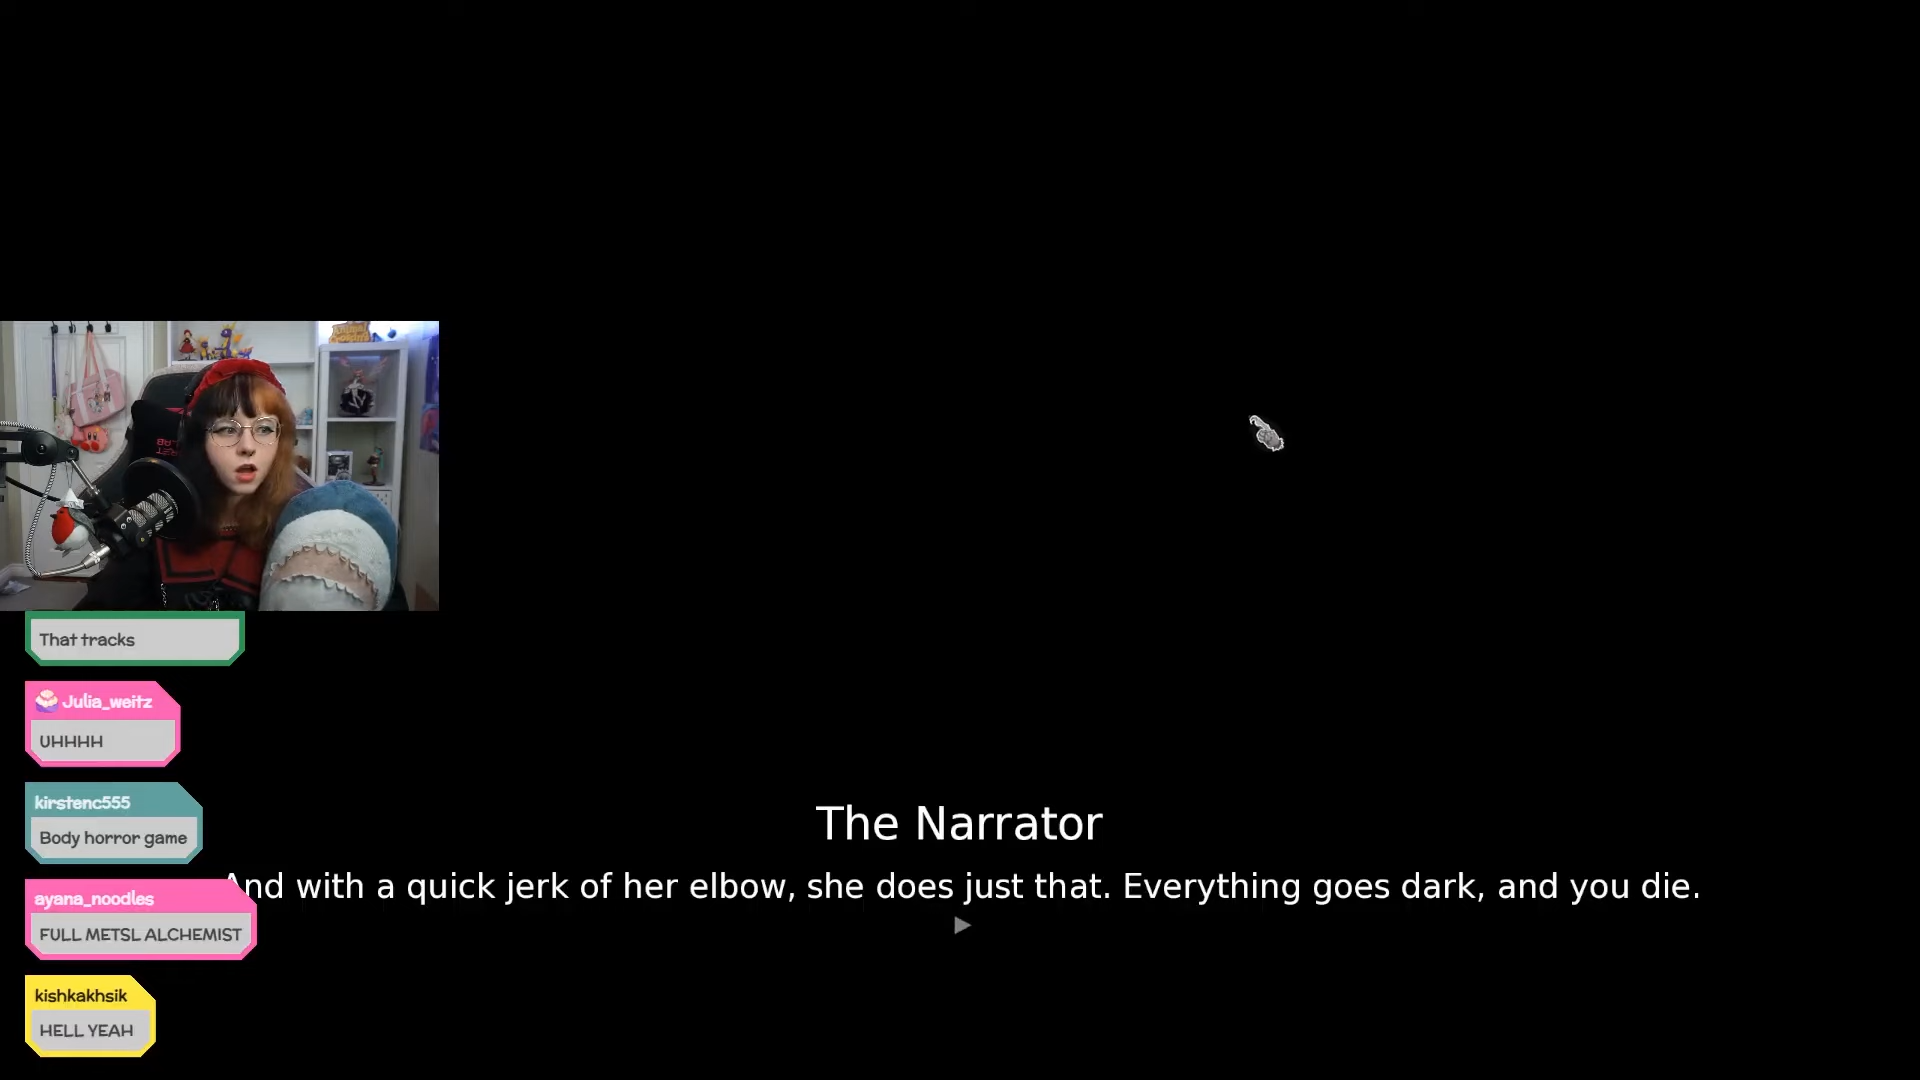 That tracks
Julia_weitz
UHHHH
kirstenc555
Body horror game
ayana_noodles
FULL METSL ALCHEMIST
kishkakhsik
HELL YEAH
The Narrator
And with a quick jerk of her elbow, she does just that. Everything goes dark, and you die.